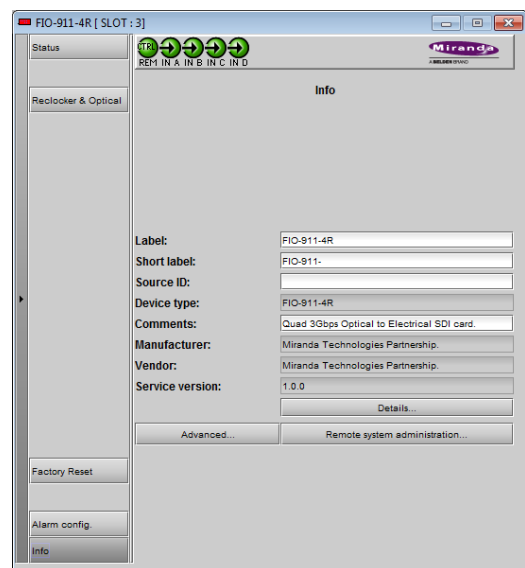 FIO-911-4R [ SLOT : 3]
Status
CTRL
REM IN A IN B IN C IN D
Miranda
A BELDEN BRAND
Reclocker & Optical
Info
Label: FIO-911-4R
Short label: FIO-911-
Source ID:
Device type: FIO-911-4R
Comments: Quad 3Gbps Optical to Electrical SDI card.
Manufacturer: Miranda Technologies Partnership.
Vendor: Miranda Technologies Partnership.
Service version: 1.0.0
Details...
Advanced... Remote system administration...
Factory Reset
Alarm config.
Info